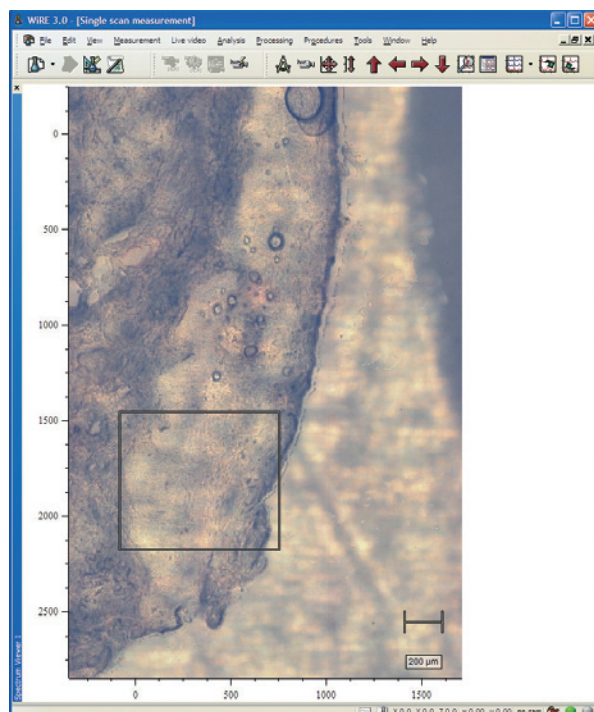 WiRE 3.0 - [Single scan measurement]
File Edit View Measurement Live video Analysis Processing Procedures Tools Window Help
0
500
1000
1500
2000
2500
200 µm
0 500 1000 1500
Spectrum Viewer 1